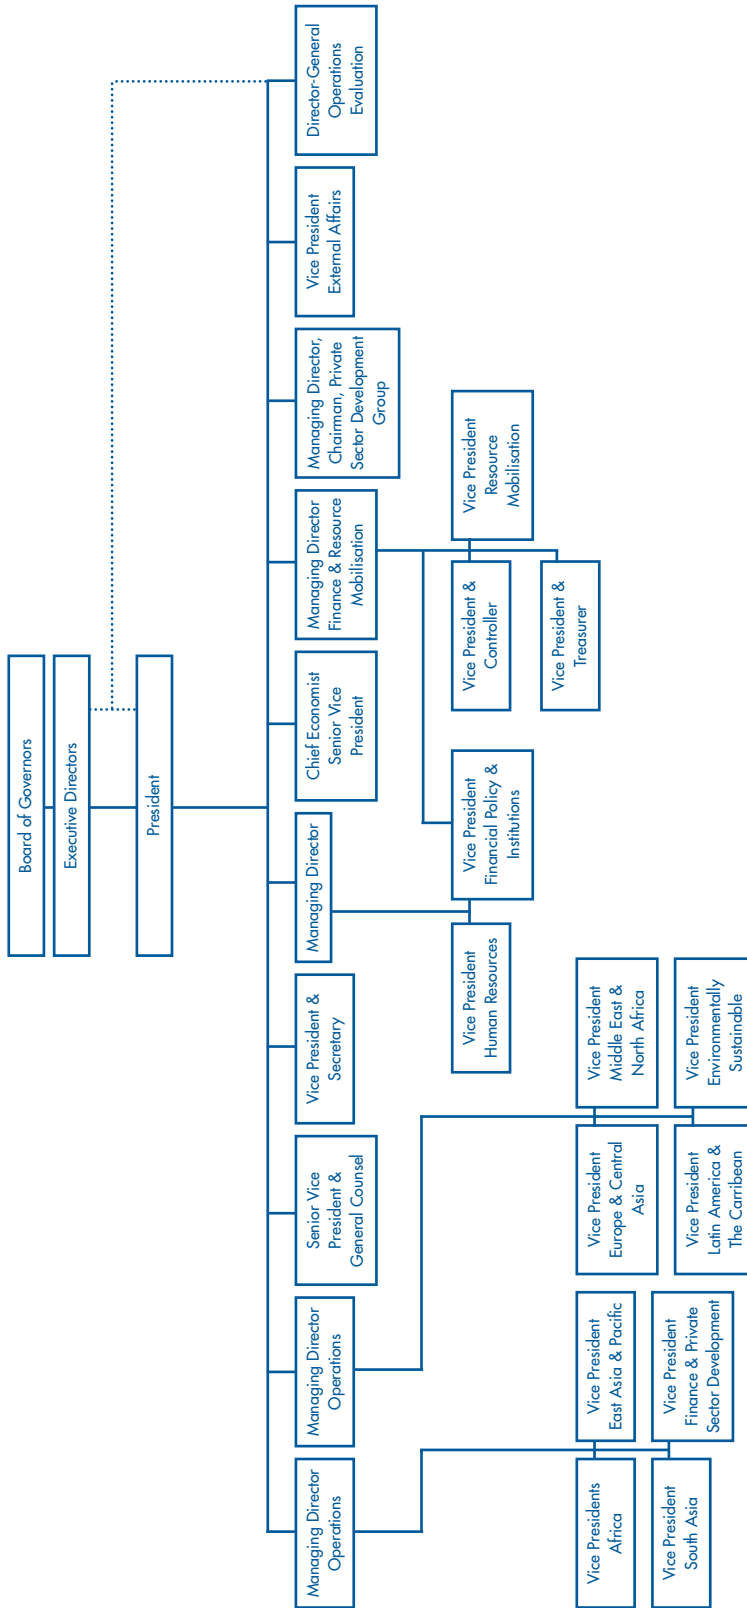 Board of Governors
Executive Directors
President
Managing Director
Operations
Managing Director
Operations
Senior Vice
President &
General Counsel
Vice President &
Secretary
Managing Director
Chief Economist
Senior Vice
President
Managing Director
Finance & Resource
Mobilisation
Managing Director,
Chairman, Private
Sector Development
Group
Vice President
External Affairs
Director-General
Operations
Evaluation
Vice President
Human Resources
Vice President
Financial Policy &
Institutions
Vice President &
Controller
Vice President
Resource
Mobilisation
Vice President &
Treasurer
Vice Presidents
Africa
Vice President
East Asia & Pacific
Vice President
Europe & Central
Asia
Vice President
Middle East &
North Africa
Vice President
South Asia
Vice President
Finance & Private
Sector Development
Vice President
Latin America &
The Carribean
Vice President
Environmentally
Sustainable